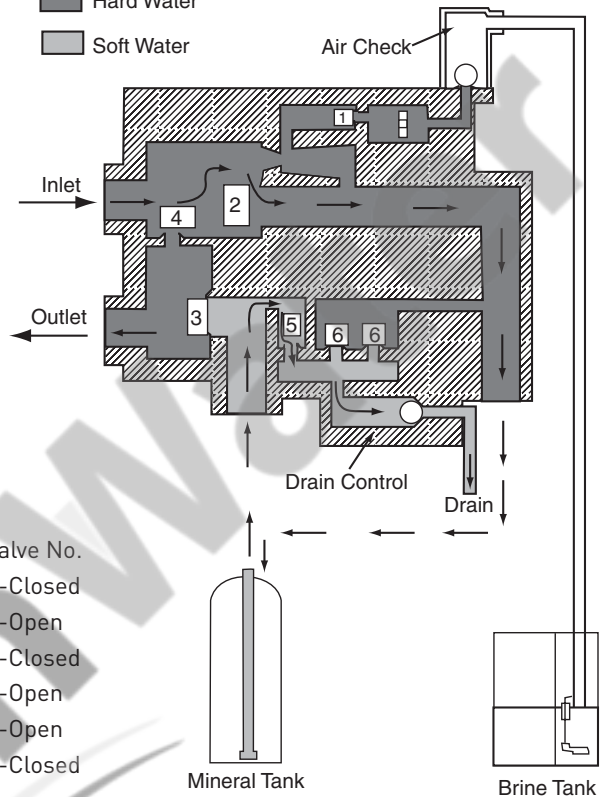 Hard Water
Soft Water
Air Check
1
Inlet
2
4
Outlet
3
5
6
6
Drain Control
Drain
alve No.
-Closed
-Open
-Closed
-Open
-Open
-Closed
Mineral Tank
Brine Tank